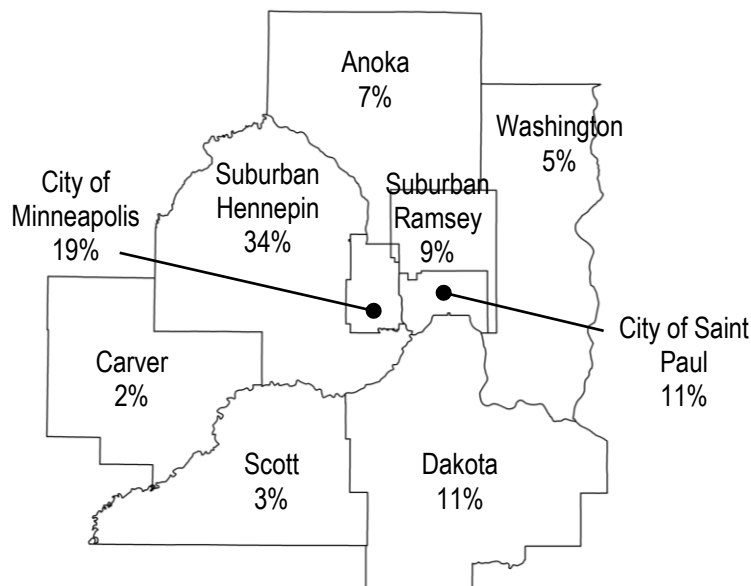 Anoka
7%
Washington
5%
City of
Minneapolis
19%
Suburban
Hennepin
34%
Suburban
Ramsey
9%
City of Saint
Paul
11%
Carver
2%
Scott
3%
Dakota
11%